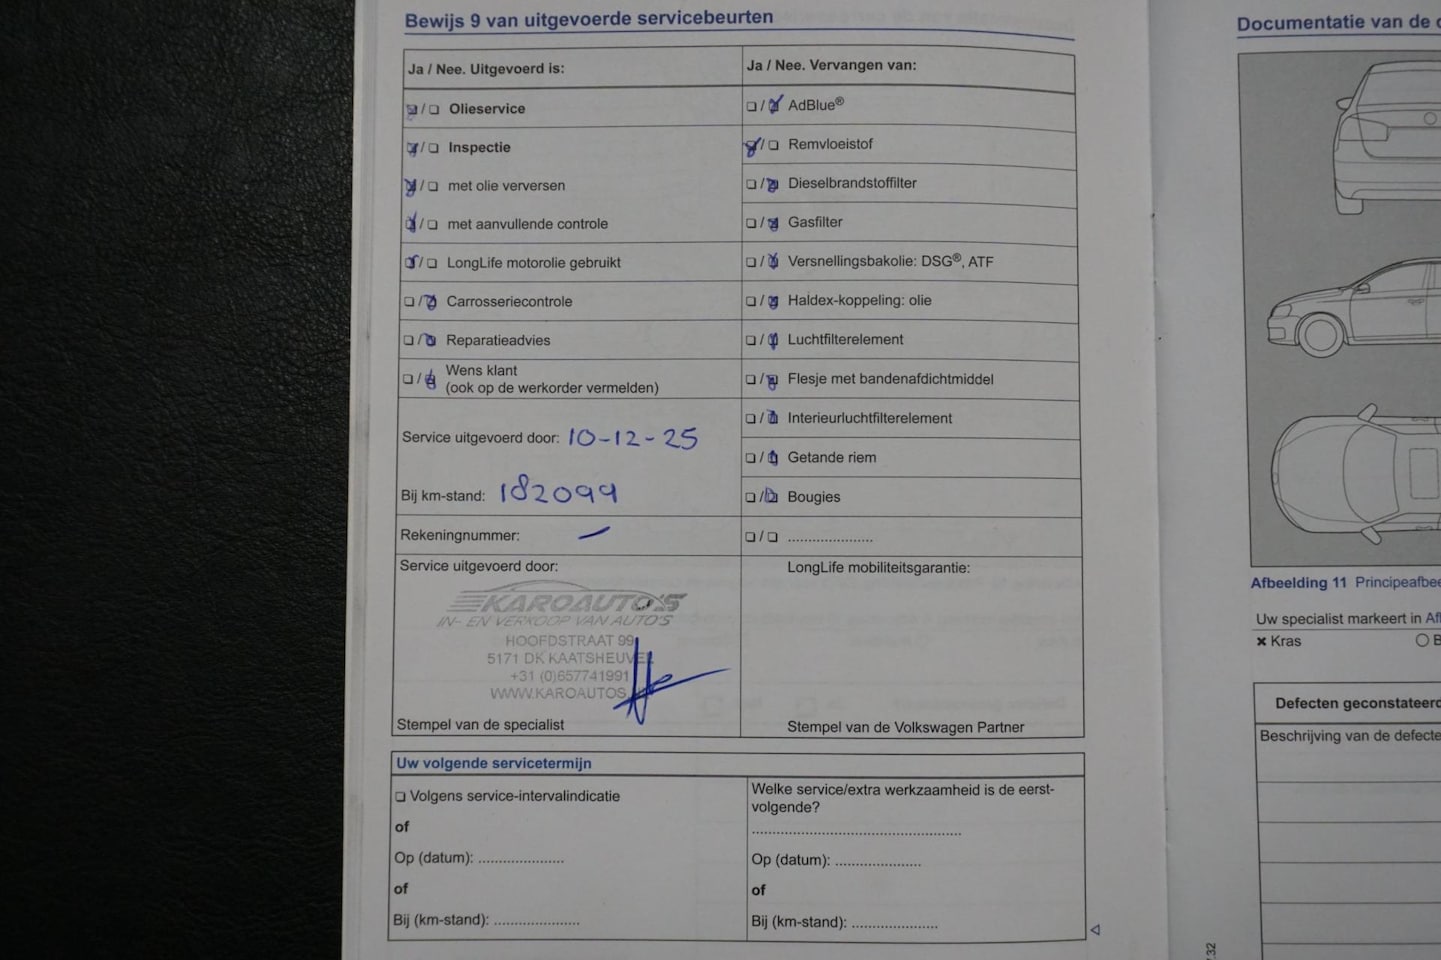 Bewijs 9 van uitgevoerde servicebeurten
Ja / Nee. Uitgevoerd is:
❏ / ❏ Olieservice
❏ / ❏ Inspectie
❏ / ❏ met olie verversen
❏ / ❏ met aanvullende controle
❏ / ❏ LongLife motorolie gebruikt
❏ / ❏ Carrosseriecontrole
❏ / ❏ Reparatieadvies
❏ / ❏ Wens klant
(ook op de werkorder vermelden)
Service uitgevoerd door: 10-12-25
Bij km-stand: 182099
Rekeningnummer: –
Service uitgevoerd door:
KAROAUTO'S
IN- EN VERKOOP VAN AUTO'S
HOOFDSTRAAT 99
5171 DK KAATSHEUVEL
+31 (0)657741991
WWW.KAROAUTOS.
Stempel van de specialist
Ja / Nee. Vervangen van:
❏ / ❏ AdBlue®
❏ / ❏ Remvloeistof
❏ / ❏ Dieselbrandstoffilter
❏ / ❏ Gasfilter
❏ / ❏ Versnellingsbakolie: DSG®, ATF
❏ / ❏ Haldex-koppeling: olie
❏ / ❏ Luchtfilterelement
❏ / ❏ Flesje met bandenafdichtmiddel
❏ / ❏ Interieurluchtfilterelement
❏ / ❏ Getande riem
❏ / ❏ Bougies
❏ / ❏ .....................
LongLife mobiliteitsgarantie:
Stempel van de Volkswagen Partner
Uw volgende servicetermijn
❏ Volgens service-intervalindicatie
of
Op (datum): .....................
of
Bij (km-stand): .....................
Welke service/extra werkzaamheid is de eerst-
volgende?
.....................................................
Op (datum): .....................
of
Bij (km-stand): .....................
Documentatie van de
Afbeelding 11 Principeafbee
Uw specialist markeert in Af
✖ Kras
Defecten geconstateerd
Beschrijving van de defecte
7.32